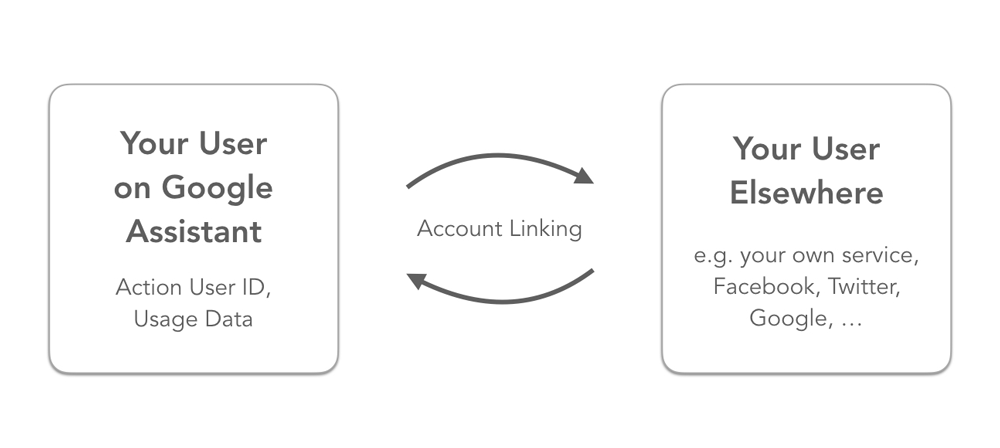 Your User
on Google
Assistant
Action User ID,
Usage Data
Account Linking
Your User
Elsewhere
e.g. your own service,
Facebook, Twitter,
Google, …